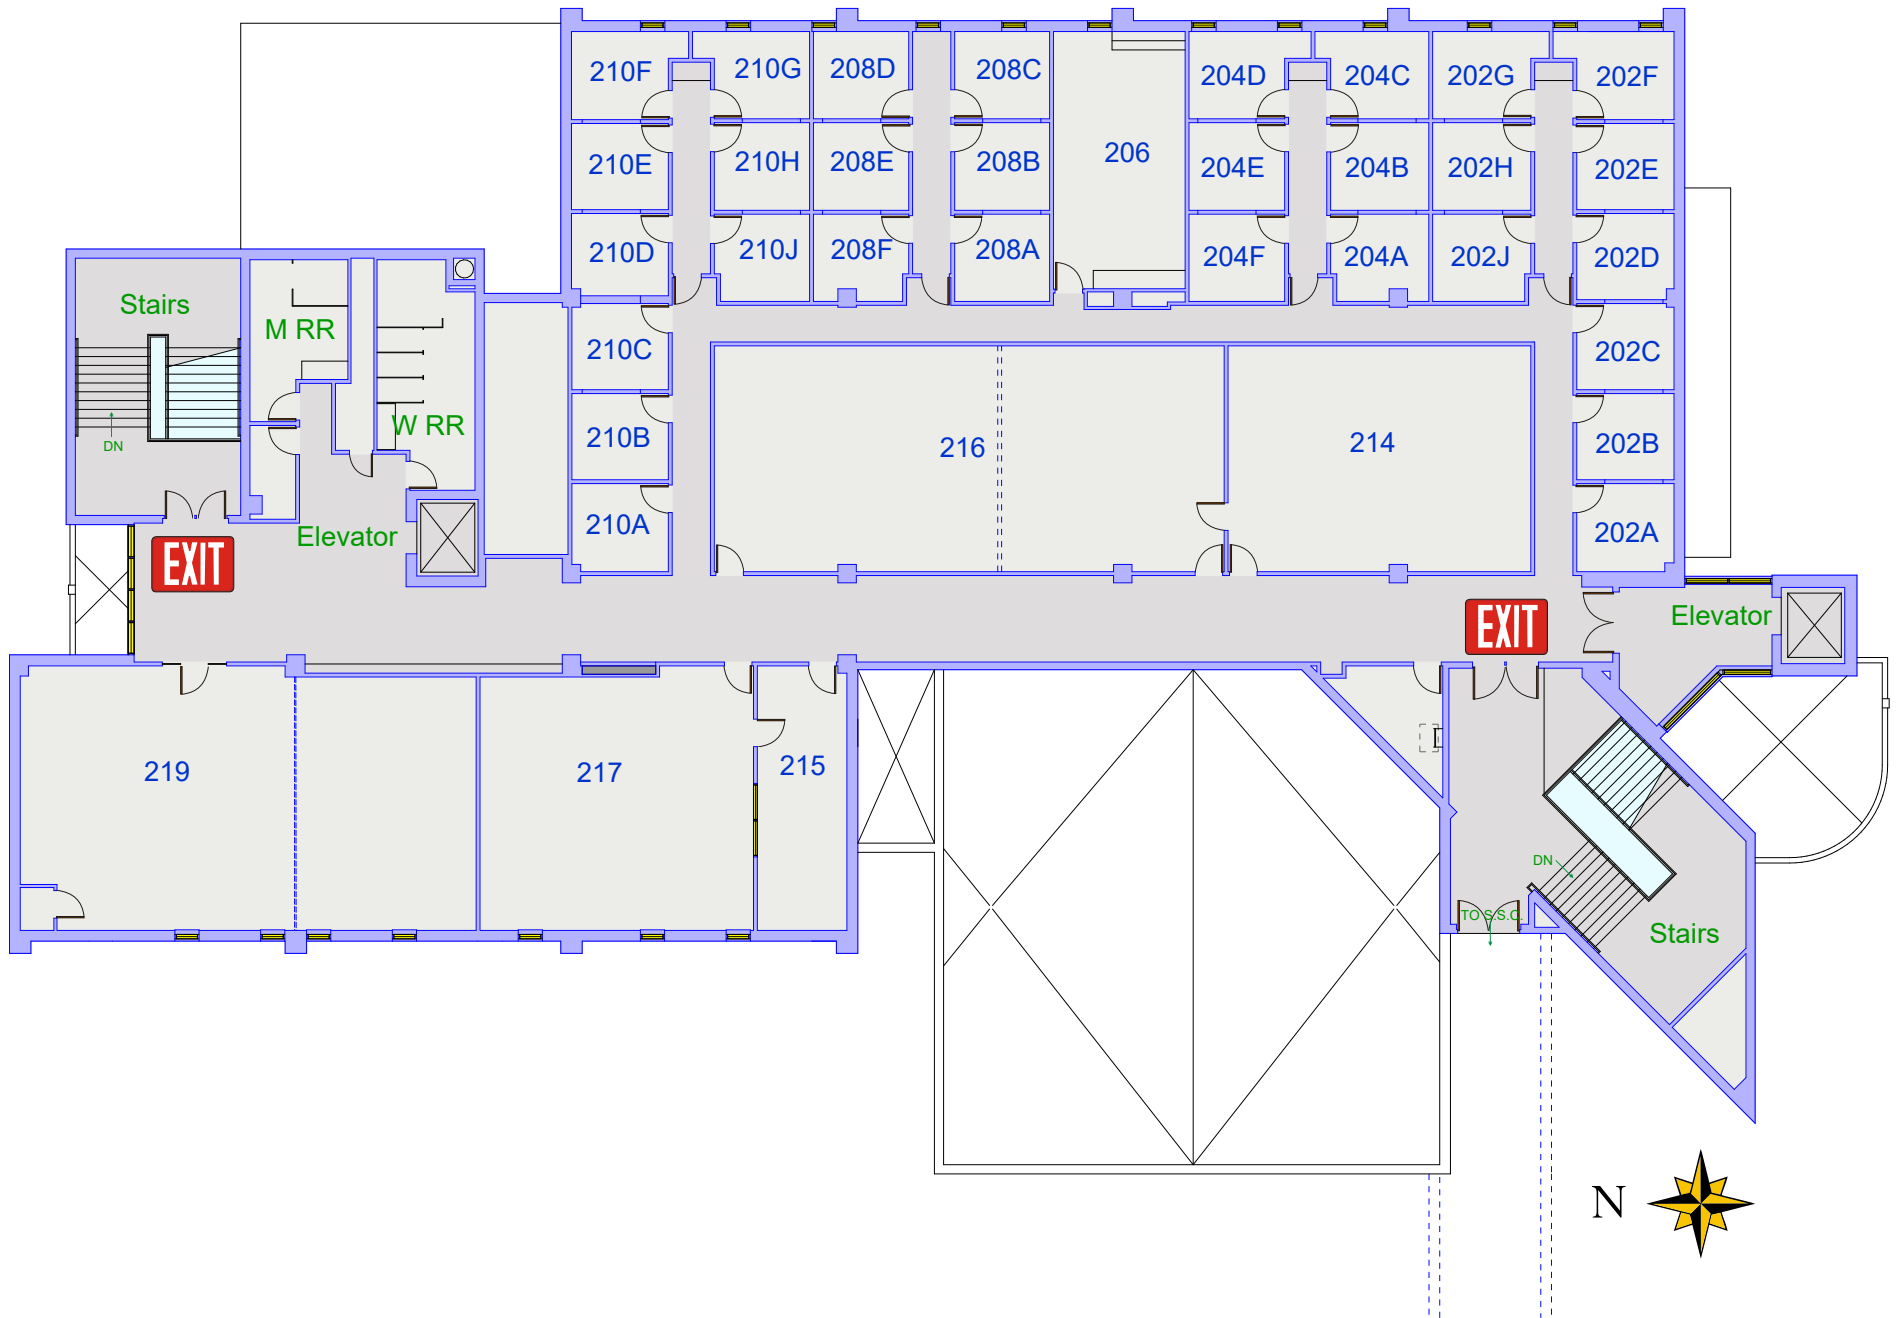 210F
210G
208D
208C
204D
204C
202G
202F
210E
210H
208E
208B
206
204E
204B
202H
202E
210D
210J
208F
208A
204F
204A
202J
202D
Stairs
M RR
W RR
DN
210C
202C
210B
216
214
202B
210A
202A
Elevator
EXIT
EXIT
Elevator
219
217
215
DN
TO S.S.C.
Stairs
N